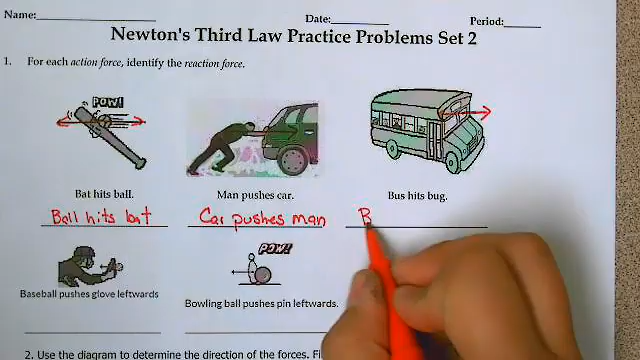 Name: Date: Period:
Newton's Third Law Practice Problems Set 2
1. For each action force, identify the reaction force.
POW!
Bat hits ball. Man pushes car. Bus hits bug.
Ball hits bat Car pushes man B
POW!
Baseball pushes glove leftwards
Bowling ball pushes pin leftwards.
2. Use the diagram to determine the direction of the forces.